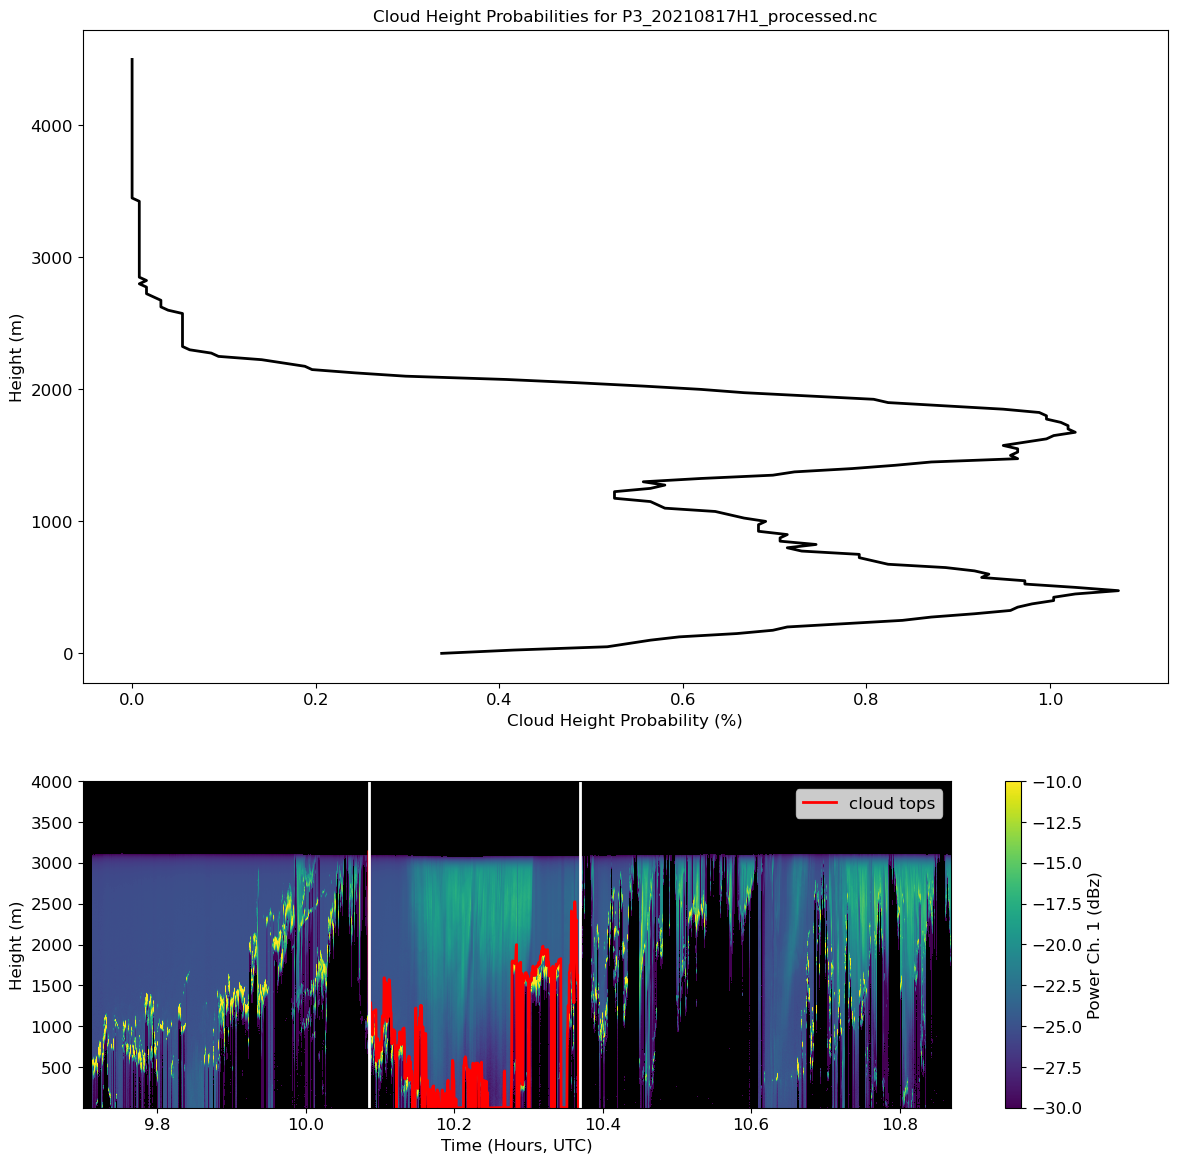 Cloud Height Probabilities for P3_20210817H1_processed.nc
Height (m)
4000
3000
2000
1000
0
0.0 0.2 0.4 0.6 0.8 1.0
Cloud Height Probability (%)
Height (m)
4000
3500
3000
2500
2000
1500
1000
500
cloud tops
9.8 10.0 10.2 10.4 10.6 10.8
Time (Hours, UTC)
−10.0
−12.5
−15.0
−17.5
−20.0
−22.5
−25.0
−27.5
−30.0
Power Ch. 1 (dBz)